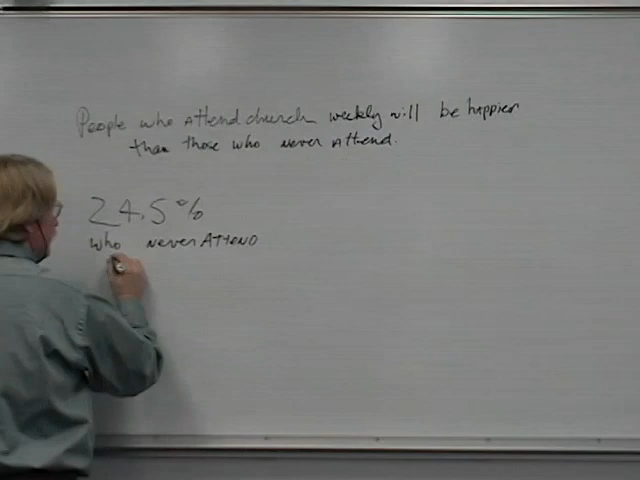 People who Attend church weekly will be happier
than those who never Attend.
24.5%
who never ATTEND